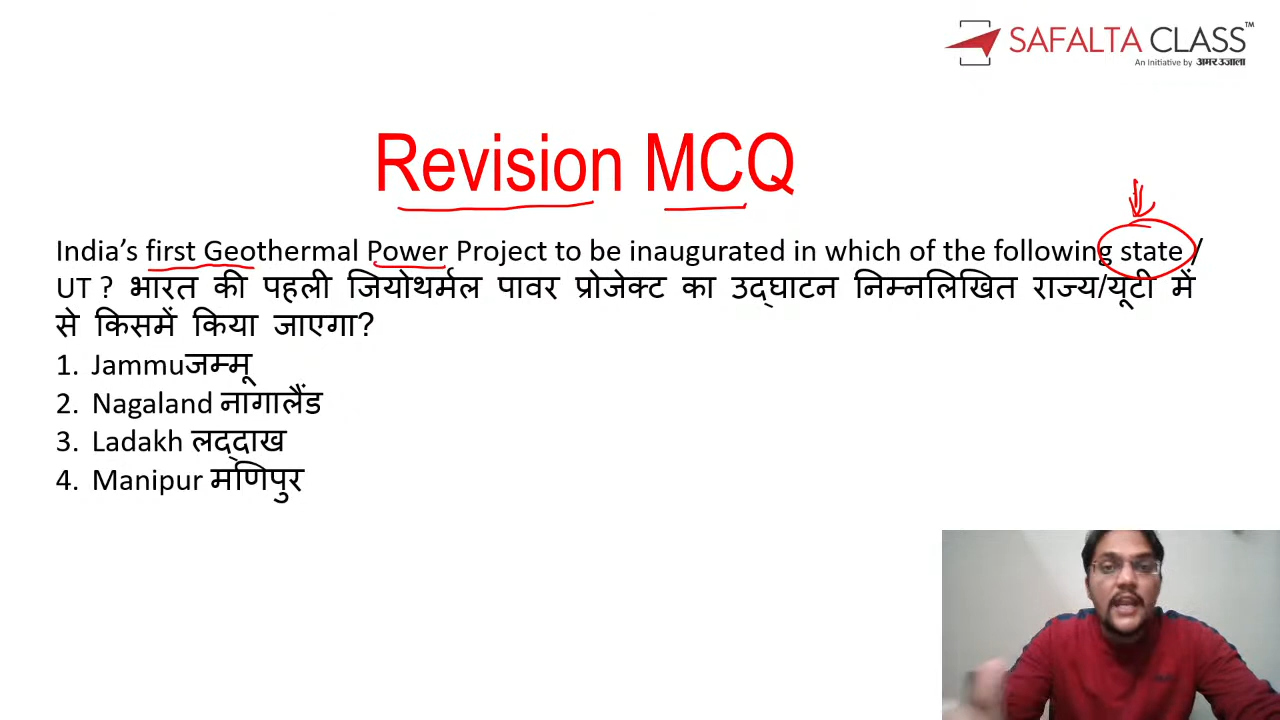 SAFALTA CLASS™
An initiative by अमर उजाला
Revision MCQ
India's first Geothermal Power Project to be inaugurated in which of the following state /
UT ? भारत की पहली जियोथर्मल पावर प्रोजेक्ट का उद्घाटन निम्नलिखित राज्य/यूटी में
से किसमें किया जाएगा?
1. Jammuजम्मू
2. Nagaland नागालैंड
3. Ladakh लद्दाख
4. Manipur मणिपुर